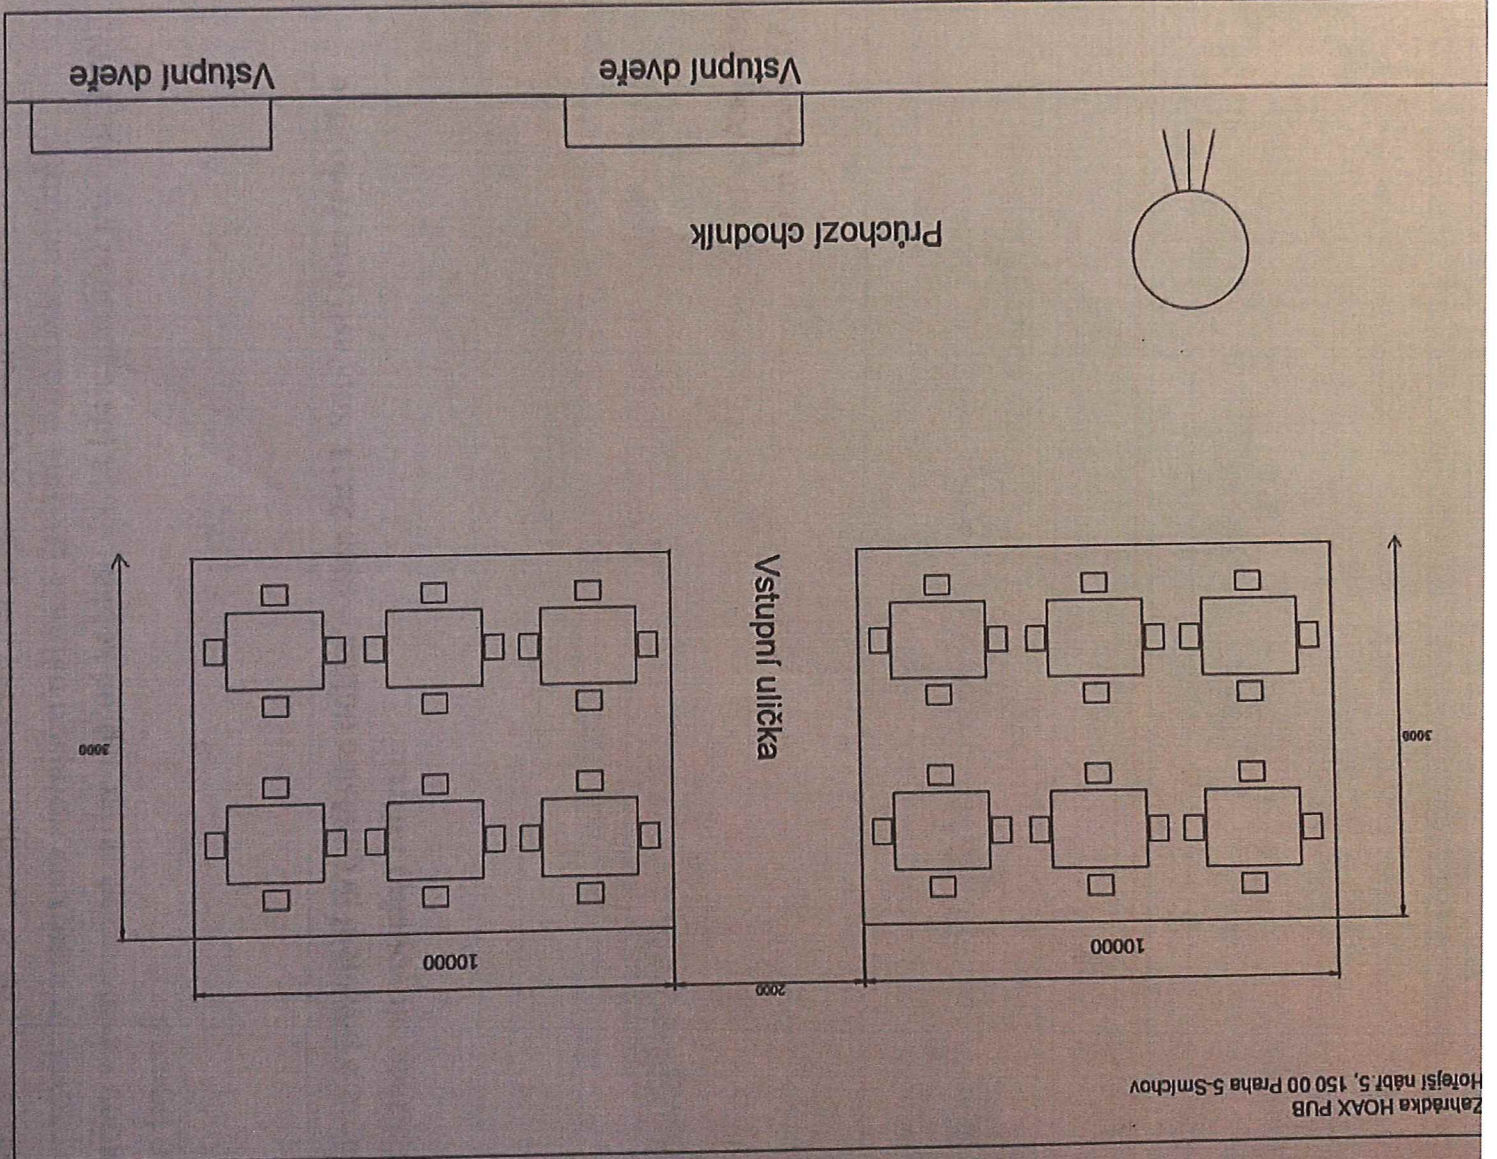 Zahrádka HOAX PUB
Hořejší nábř.5, 150 00 Praha 5-Smíchov
10000
2000
10000
3000
Vstupní ulička
3000
Průchozí chodník
Vstupní dveře
Vstupní dveře